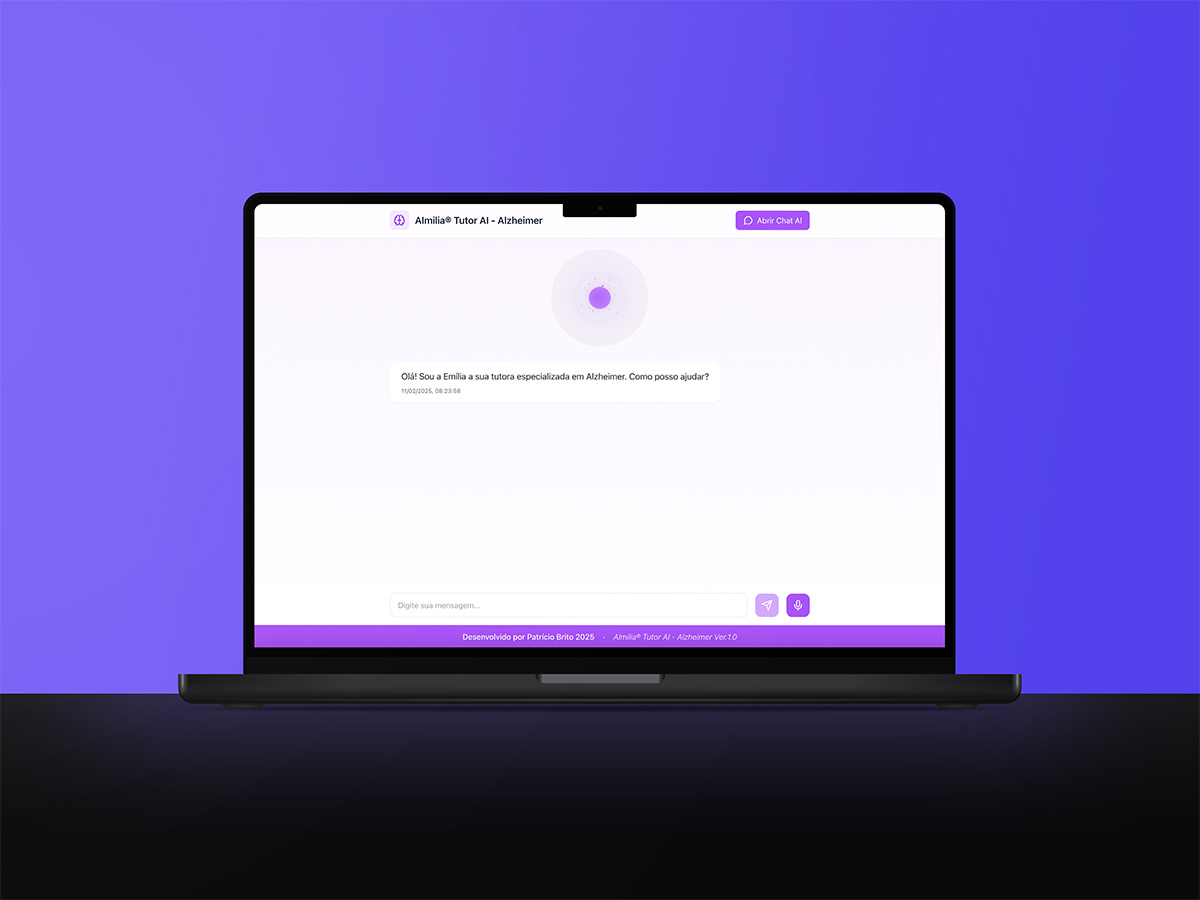 AImilia® Tutor AI - Alzheimer
Abrir Chat AI
Olá! Sou a Emília a sua tutora especializada em Alzheimer. Como posso ajudar?
11/02/2025, 08:23:58
Digite sua mensagem...
Desenvolvido por Patrício Brito 2025 · AImilia® Tutor AI - Alzheimer Ver.1.0